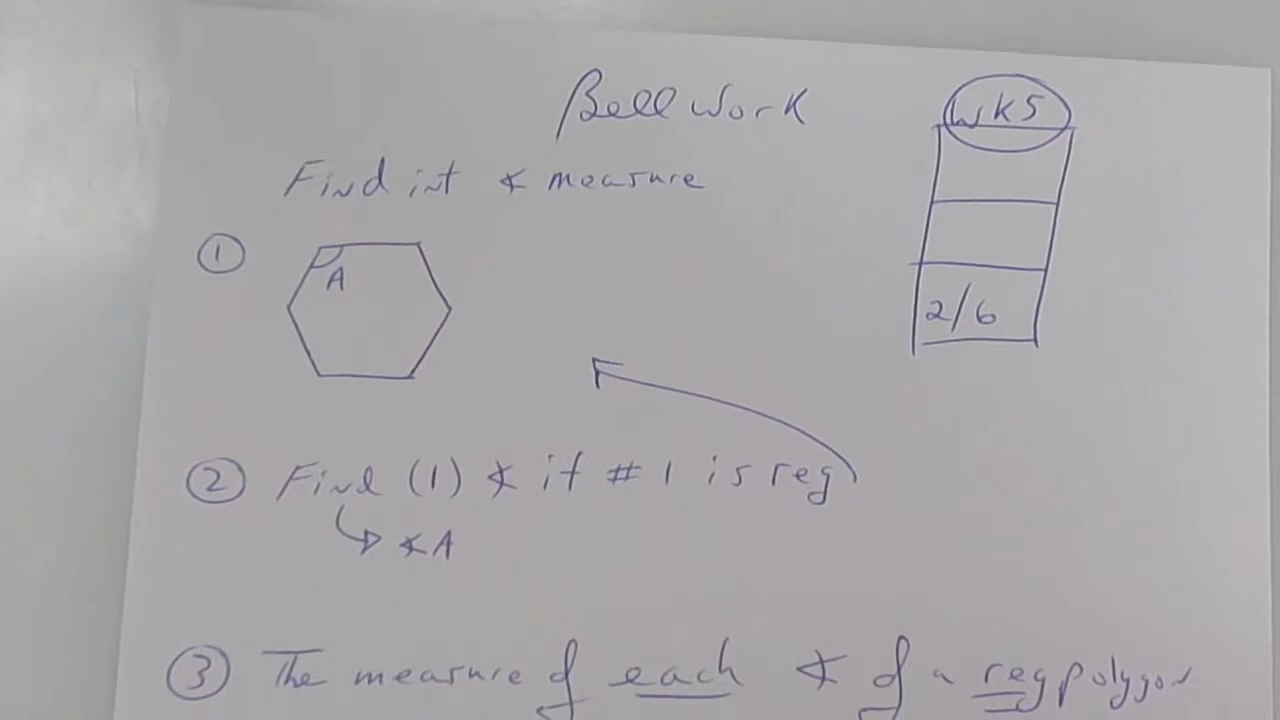 Bell Work
WKS
Find int ∡ measure
① 
A
2/6
② Find (1) ∡ if # 1 is reg
∡A
③ The measure of each ∡ of a reg polygon